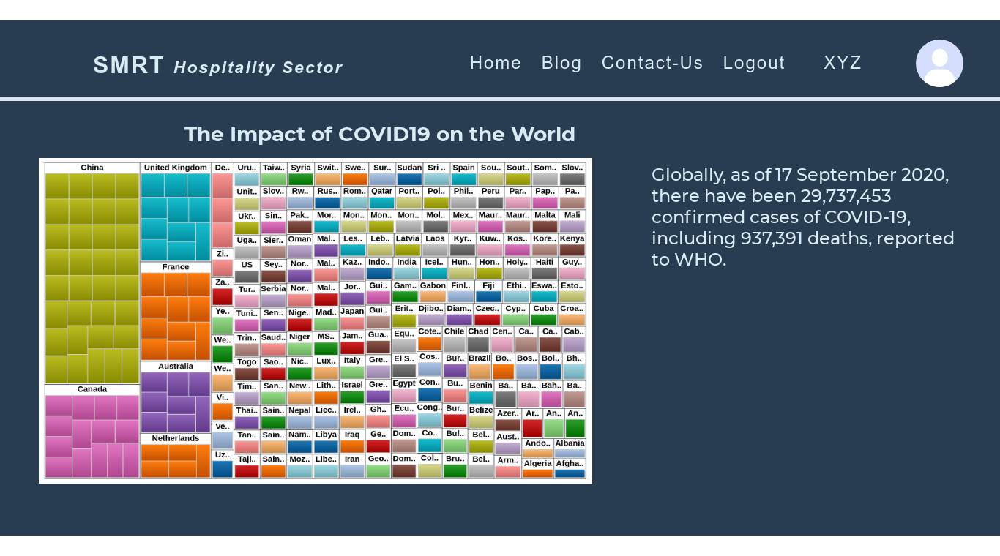 SMRT Hospitality Sector
Home Blog Contact-Us Logout XYZ
The Impact of COVID19 on the World
Globally, as of 17 September 2020,
there have been 29,737,453
confirmed cases of COVID-19,
including 937,391 deaths, reported
to WHO.
China United Kingdom De.. Uru.. Taiw.. Syria Swit.. Swe.. Sur.. Sudan Sri .. Spain Sou.. Sout.. Som.. Slov..
Unit.. Slov.. Rw.. Rus.. Rom.. Qatar Port.. Pol.. Phil.. Peru Par.. Pap.. Pa..
Ukr.. Sin.. Pak.. Mor.. Mon.. Mon.. Mon.. Mol.. Mex.. Maur.. Maur.. Malta Mali
Uga.. Sier.. Oman Mal.. Les.. Leb.. Latvia Laos Kyr.. Kuw.. Kos.. Kore.. Kenya
Zi..
France US Sey.. Nor.. Mal.. Kaz.. Indo.. India Icel.. Hun.. Hon.. Holy.. Haiti Guy..
Za.. Tur.. Serbia Nor.. Mal.. Jor.. Gui.. Gam.. Gabon Finl.. Fiji Ethi.. Eswa.. Esto..
Ye.. Tuni.. Sen.. Nige.. Mad.. Japan Gui.. Erit.. Djibo.. Diam.. Czec.. Cyp.. Cuba Croa..
We.. Trin.. Saud.. Niger MS.. Jam.. Gua.. Equ.. Cote.. Chile Chad Cen.. Ca.. Ca.. Cab..
Australia We.. Togo Sao.. Nic.. Lux.. Italy Gre.. El S.. Cos.. Bur.. Brazil Bo.. Bos.. Bol.. Bh..
Canada Vi.. Tim.. San.. New.. Lith.. Israel Gre.. Egypt Con.. Bu.. Benin Ba.. Ba.. Bah.. Ba..
Thai.. Sain.. Nepal Liec.. Irel.. Gh.. Ecu.. Cong.. Bur.. Belize Azer.. Ar.. An.. An..
Netherlands Ve.. Tan.. Sain.. Nam.. Libya Iraq Ge.. Dom.. Co.. Bul.. Bel.. Aust.. Ando.. Albania
Uz.. Taji.. Sain.. Moz.. Libe.. Iran Geo.. Dom.. Col.. Bru.. Bel.. Arm.. Algeria Afgha..